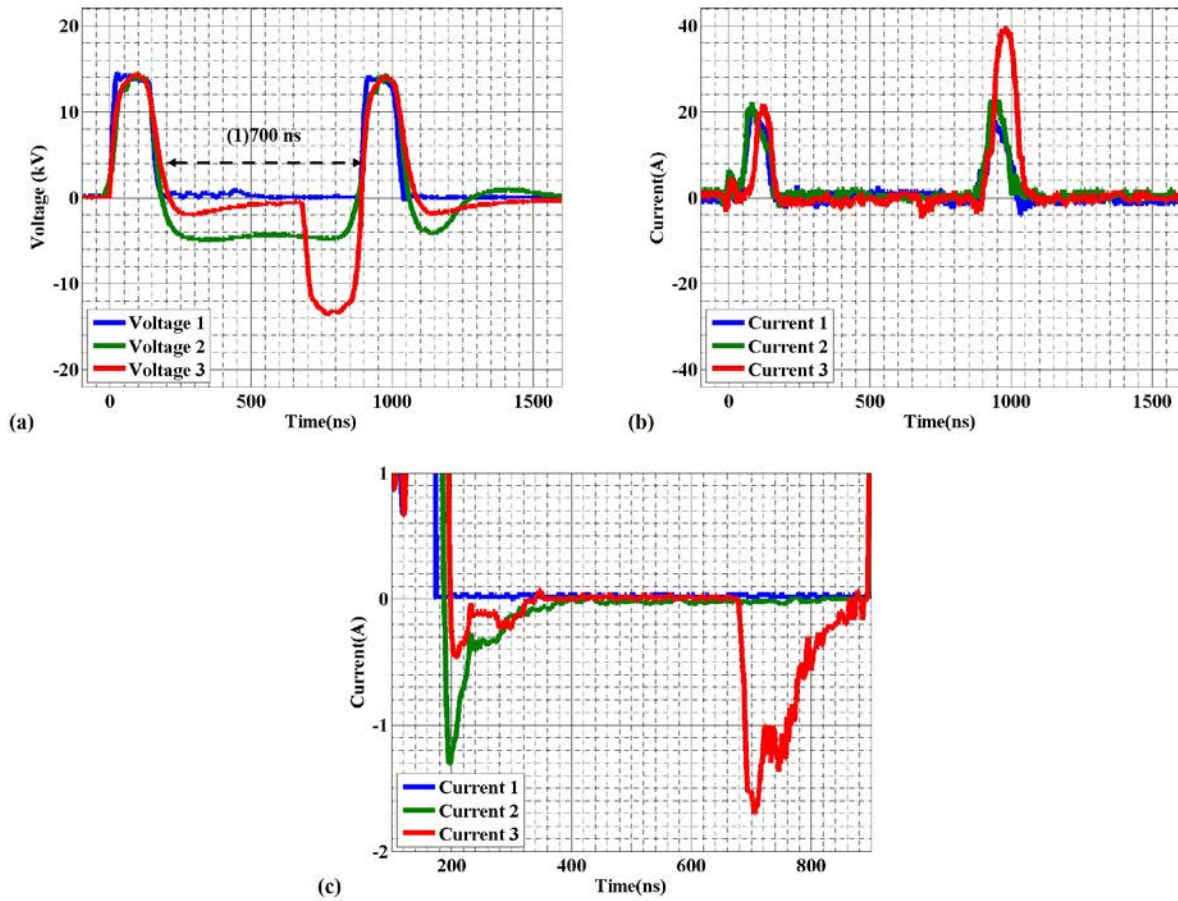 20
10
0
-10
-20
Voltage (kV)
(1)700 ns
Voltage 1
Voltage 2
Voltage 3
0
500
1000
1500
Time(ns)
(a)
40
20
0
-20
-40
Current(A)
Current 1
Current 2
Current 3
0
500
1000
1500
Time(ns)
(b)
1
0
-1
-2
Current(A)
Current 1
Current 2
Current 3
200
400
600
800
Time(ns)
(c)